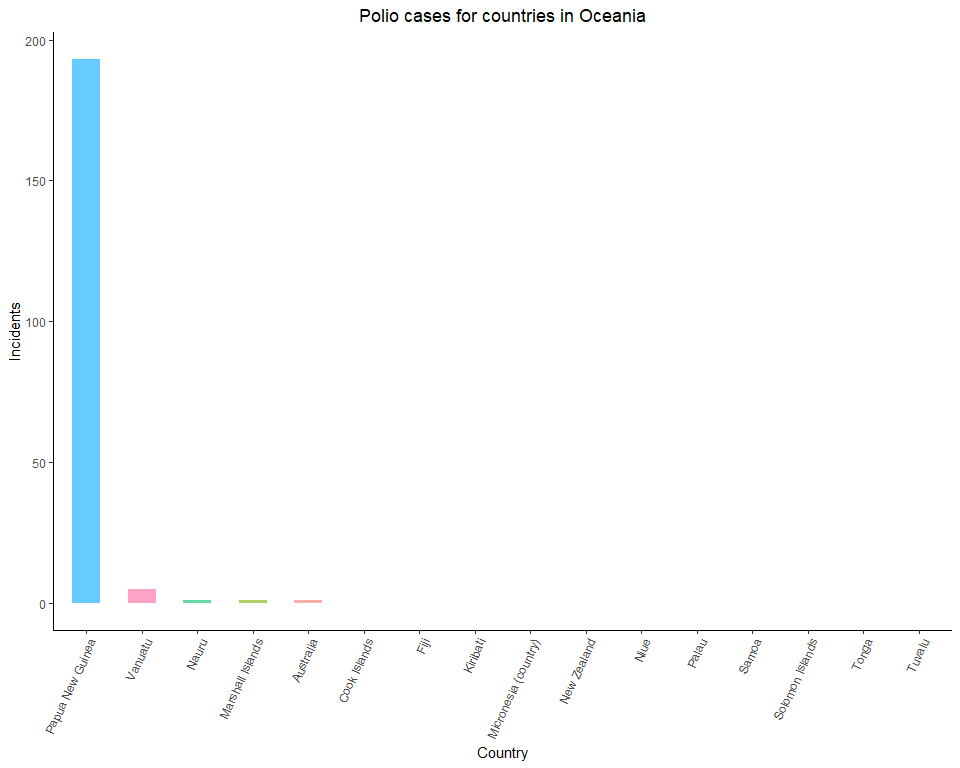 Polio cases for countries in Oceania
200
150
100
50
0
Incidents
Papua New Guinea
Vanuatu
Nauru
Marshall Islands
Australia
Cook Islands
Fiji
Kiribati
Micronesia (country)
New Zealand
Niue
Palau
Samoa
Solomon Islands
Tonga
Tuvalu
Country